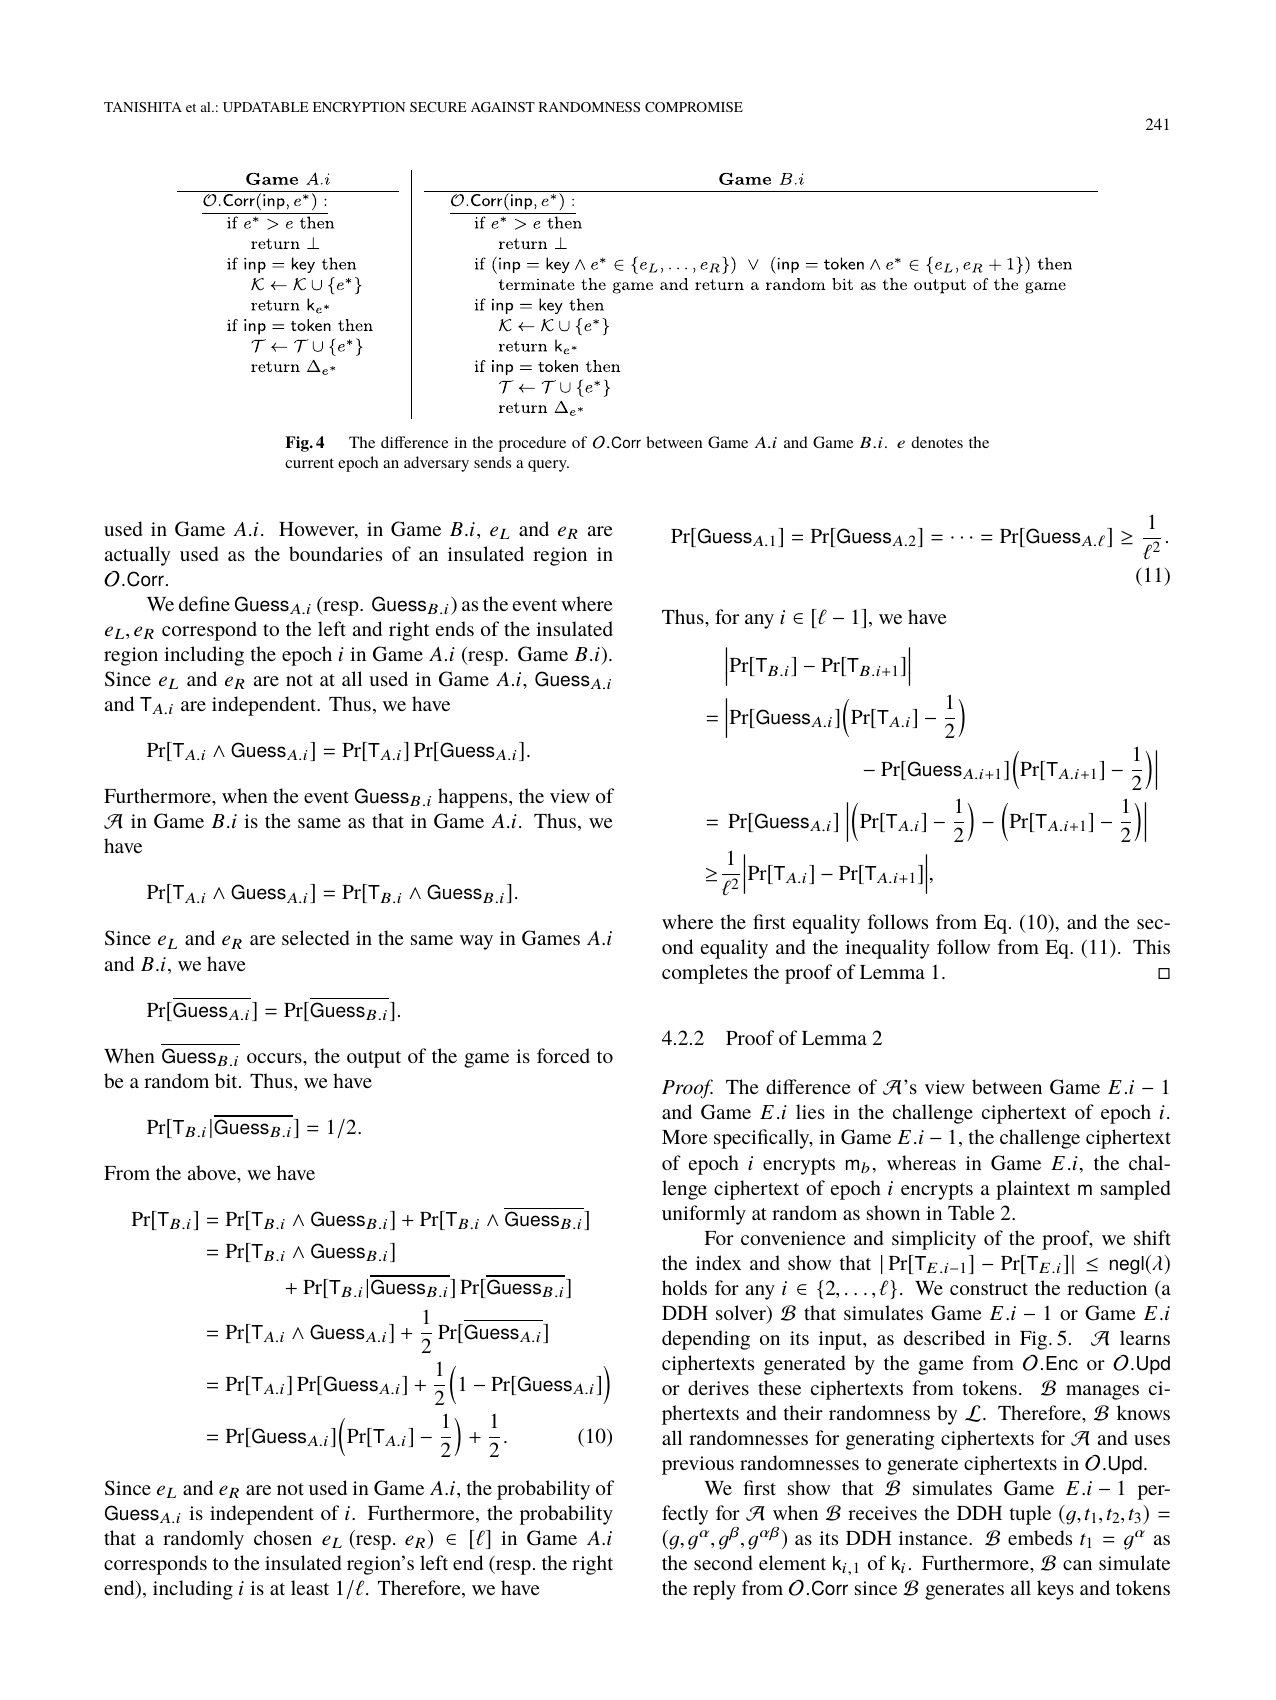 TANISHITA et al.: UPDATABLE ENCRYPTION SECURE AGAINST RANDOMNESS COMPROMISE
241
Game A.i
O.Corr(inp, e*) :
if e* > e then
return ⊥
if inp = key then
K ← K ∪ {e*}
return k_{e*}
if inp = token then
T ← T ∪ {e*}
return Δ_{e*}
Game B.i
O.Corr(inp, e*) :
if e* > e then
return ⊥
if (inp = key ∧ e* ∈ {e_L, . . . , e_R}) ∨ (inp = token ∧ e* ∈ {e_L, e_R + 1}) then
terminate the game and return a random bit as the output of the game
if inp = key then
K ← K ∪ {e*}
return k_{e*}
if inp = token then
T ← T ∪ {e*}
return Δ_{e*}
Fig. 4 The difference in the procedure of O.Corr between Game A.i and Game B.i. e denotes the
current epoch an adversary sends a query.
used in Game A.i. However, in Game B.i, e_L and e_R are
actually used as the boundaries of an insulated region in
O.Corr.
We define Guess_{A.i} (resp. Guess_{B.i}) as the event where
e_L, e_R correspond to the left and right ends of the insulated
region including the epoch i in Game A.i (resp. Game B.i).
Since e_L and e_R are not at all used in Game A.i, Guess_{A.i}
and T_{A.i} are independent. Thus, we have
Pr[T_{A.i} ∧ Guess_{A.i}] = Pr[T_{A.i}] Pr[Guess_{A.i}].
Furthermore, when the event Guess_{B.i} happens, the view of
A in Game B.i is the same as that in Game A.i. Thus, we
have
Pr[T_{A.i} ∧ Guess_{A.i}] = Pr[T_{B.i} ∧ Guess_{B.i}].
Since e_L and e_R are selected in the same way in Games A.i
and B.i, we have
Pr[\overline{Guess_{A.i}}] = Pr[\overline{Guess_{B.i}}].
When \overline{Guess_{B.i}} occurs, the output of the game is forced to
be a random bit. Thus, we have
Pr[T_{B.i}|\overline{Guess_{B.i}}] = 1/2.
From the above, we have
Pr[T_{B.i}] = Pr[T_{B.i} ∧ Guess_{B.i}] + Pr[T_{B.i} ∧ \overline{Guess_{B.i}}]
= Pr[T_{B.i} ∧ Guess_{B.i}]
+ Pr[T_{B.i}|\overline{Guess_{B.i}}] Pr[\overline{Guess_{B.i}}]
= Pr[T_{A.i} ∧ Guess_{A.i}] + \frac{1}{2} Pr[\overline{Guess_{A.i}}]
= Pr[T_{A.i}] Pr[Guess_{A.i}] + \frac{1}{2}(1 − Pr[Guess_{A.i}])
= Pr[Guess_{A.i}](Pr[T_{A.i}] − \frac{1}{2}) + \frac{1}{2}. (10)
Since e_L and e_R are not used in Game A.i, the probability of
Guess_{A.i} is independent of i. Furthermore, the probability
that a randomly chosen e_L (resp. e_R) ∈ [ℓ] in Game A.i
corresponds to the insulated region's left end (resp. the right
end), including i is at least 1/ℓ. Therefore, we have
Pr[Guess_{A.1}] = Pr[Guess_{A.2}] = · · · = Pr[Guess_{A.ℓ}] ≥ \frac{1}{ℓ^2}.
(11)
Thus, for any i ∈ [ℓ − 1], we have
|Pr[T_{B.i}] − Pr[T_{B.i+1}]|
= |Pr[Guess_{A.i}](Pr[T_{A.i}] − \frac{1}{2})
− Pr[Guess_{A.i+1}](Pr[T_{A.i+1}] − \frac{1}{2})|
= Pr[Guess_{A.i}] |(Pr[T_{A.i}] − \frac{1}{2}) − (Pr[T_{A.i+1}] − \frac{1}{2})|
≥ \frac{1}{ℓ^2}|Pr[T_{A.i}] − Pr[T_{A.i+1}]|,
where the first equality follows from Eq. (10), and the sec-
ond equality and the inequality follow from Eq. (11). This
completes the proof of Lemma 1. □
4.2.2 Proof of Lemma 2
Proof. The difference of A's view between Game E.i − 1
and Game E.i lies in the challenge ciphertext of epoch i.
More specifically, in Game E.i − 1, the challenge ciphertext
of epoch i encrypts m_b, whereas in Game E.i, the chal-
lenge ciphertext of epoch i encrypts a plaintext m sampled
uniformly at random as shown in Table 2.
For convenience and simplicity of the proof, we shift
the index and show that | Pr[T_{E.i−1}] − Pr[T_{E.i}]| ≤ negl(λ)
holds for any i ∈ {2, . . . , ℓ}. We construct the reduction (a
DDH solver) B that simulates Game E.i − 1 or Game E.i
depending on its input, as described in Fig. 5. A learns
ciphertexts generated by the game from O.Enc or O.Upd
or derives these ciphertexts from tokens. B manages ci-
phertexts and their randomness by L. Therefore, B knows
all randomnesses for generating ciphertexts for A and uses
previous randomnesses to generate ciphertexts in O.Upd.
We first show that B simulates Game E.i − 1 per-
fectly for A when B receives the DDH tuple (g, t_1, t_2, t_3) =
(g, g^α, g^β, g^{αβ}) as its DDH instance. B embeds t_1 = g^α as
the second element k_{i,1} of k_i. Furthermore, B can simulate
the reply from O.Corr since B generates all keys and tokens